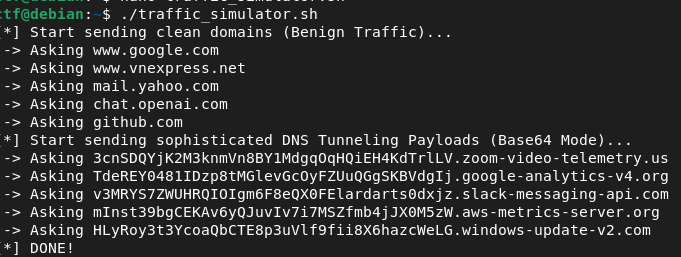 ctf@debian:~$ ./traffic_simulator.sh
[*] Start sending clean domains (Benign Traffic)...
-> Asking www.google.com
-> Asking www.vnexpress.net
-> Asking mail.yahoo.com
-> Asking chat.openai.com
-> Asking github.com
[*] Start sending sophisticated DNS Tunneling Payloads (Base64 Mode)...
-> Asking 3cnSDQYjK2M3knmVn8BY1MdgqOqHQiEH4KdTrlLV.zoom-video-telemetry.us
-> Asking TdeREY0481IDzp8tMGlevGcOyFZUuQGgSKBVdgIj.google-analytics-v4.org
-> Asking v3MRYS7ZWUHRQIOIgm6F8eQX0FElardarts0dxjz.slack-messaging-api.com
-> Asking mInst39bgCEKAv6yQJuvIv7i7MSZfmb4jJX0M5zW.aws-metrics-server.org
-> Asking HLyRoy3t3YcoaQbCTE8p3uVlf9fii8X6hazcWeLG.windows-update-v2.com
[*] DONE!